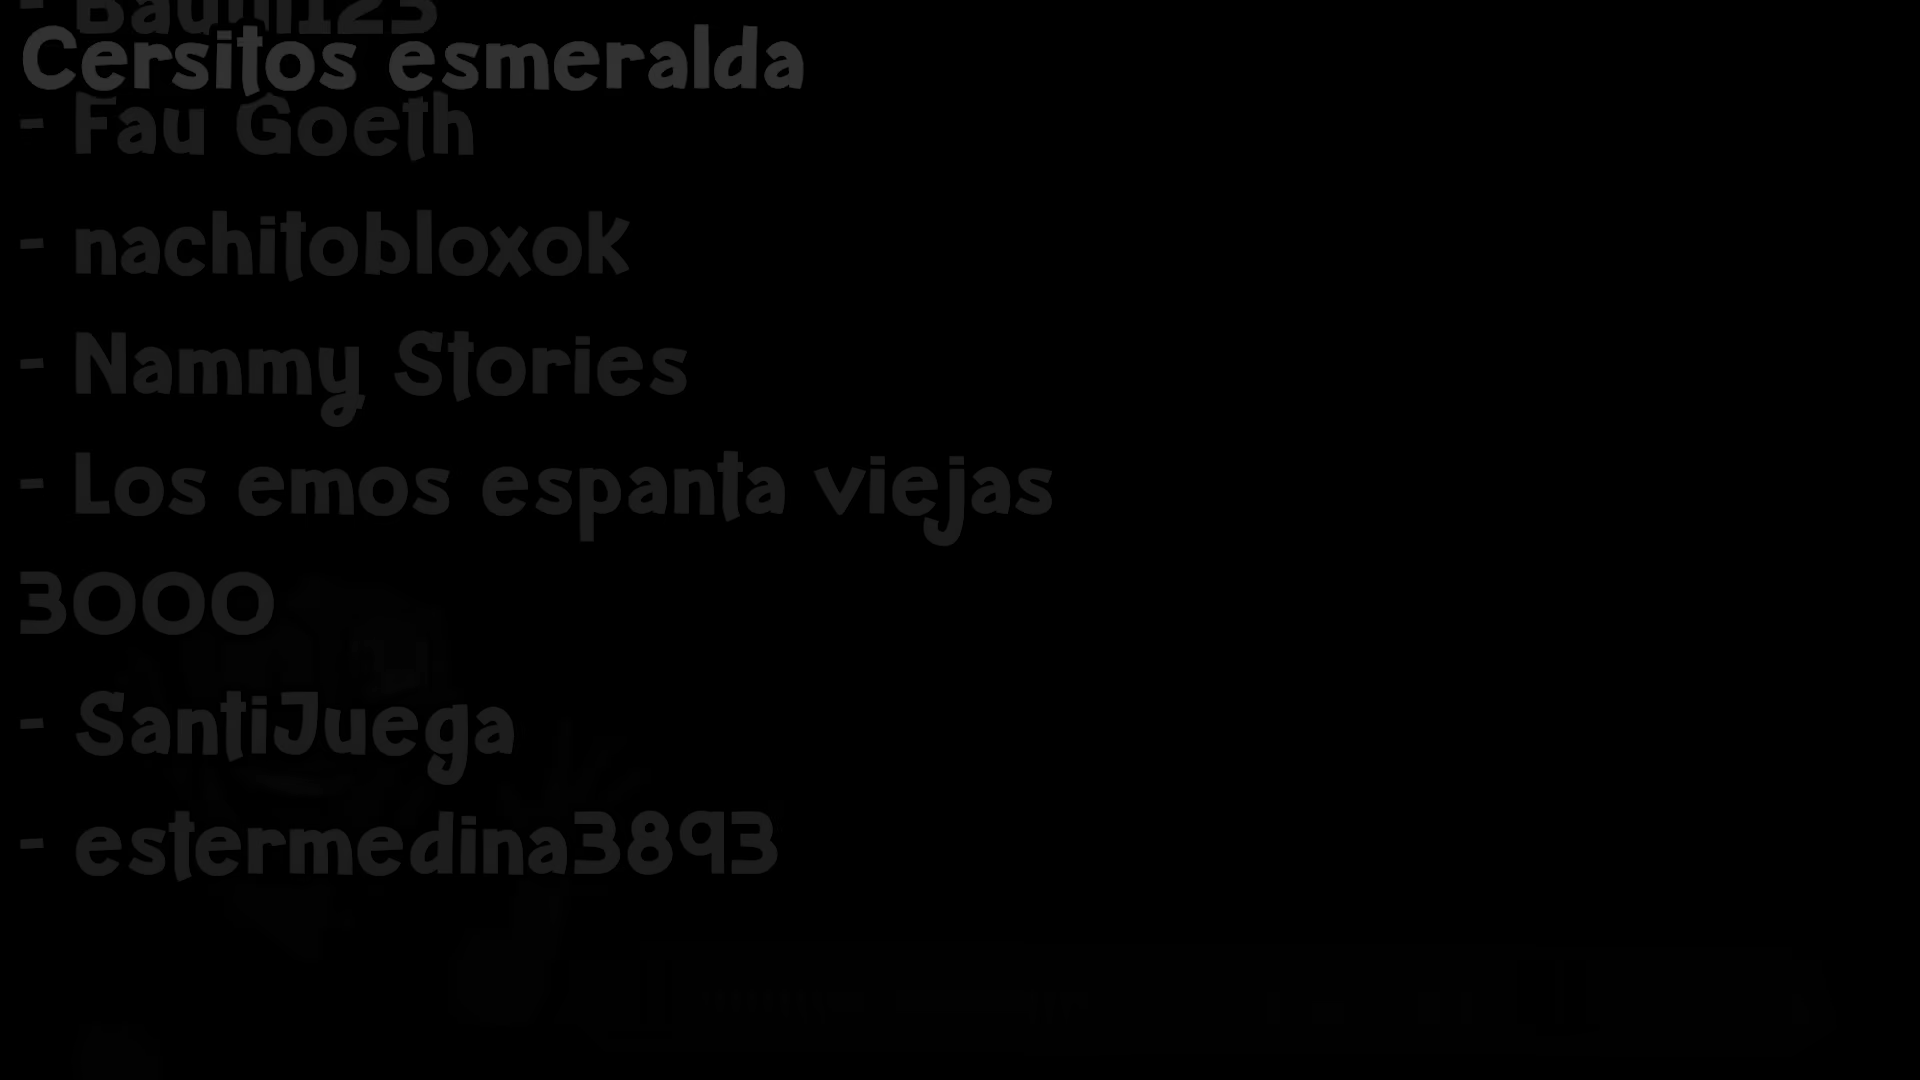 Cersitos esmeralda
- Fau Goeth
- nachitobloxok
- Nammy Stories
- Los emos espanta viejas
3000
- SantiJuega
- estermedina3893